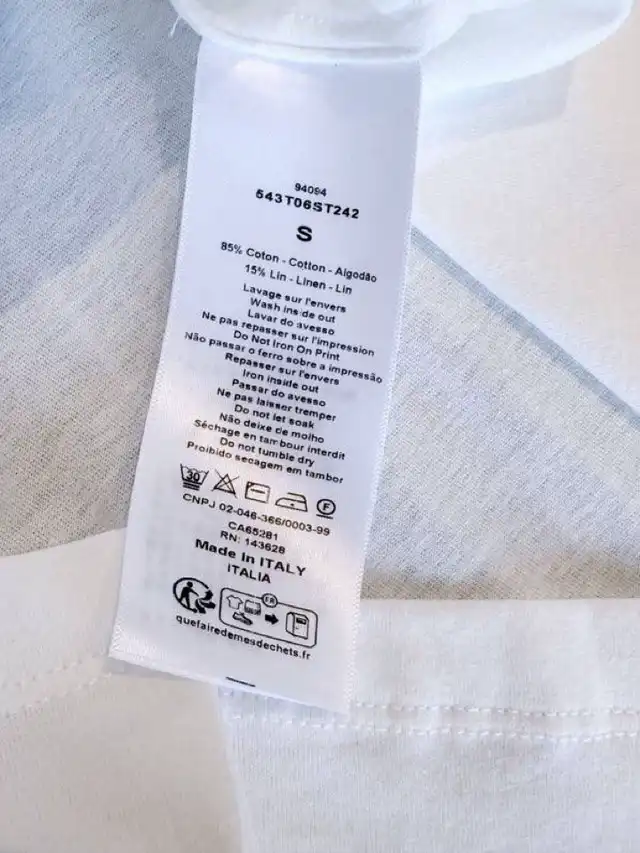 94094
543T06ST242
S
85% Coton - Cotton - Algodão
15% Lin - Linen - Lin
Lavage sur l'envers
Wash inside out
Lavar do avesso
Ne pas repasser sur l'impression
Do Not Iron On Print
Não passar o ferro sobre a impressão
Repasser sur l'envers
Iron inside out
Passar do avesso
Ne pas laisser tremper
Do not let soak
Não deixe de molho
Séchage en tambour interdit
Do not tumble dry
Proibido secagem em tambor
30
F
CNPJ 02-046-366/0003-99
CA65281
RN: 143628
Made In ITALY
ITALIA
FR
quefairedemesdechets.fr